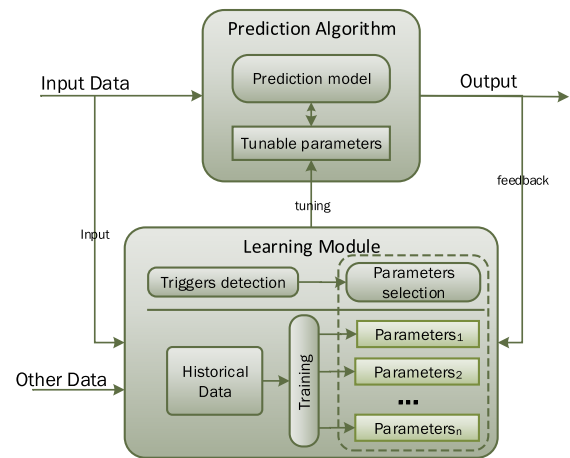 Prediction Algorithm
Input Data
Prediction model
Output
Tunable parameters
feedback
tuning
Input
Learning Module
Triggers detection
Parameters
selection
Other Data
Historical
Data
Training
Parameters1
Parameters2
...
Parametersn